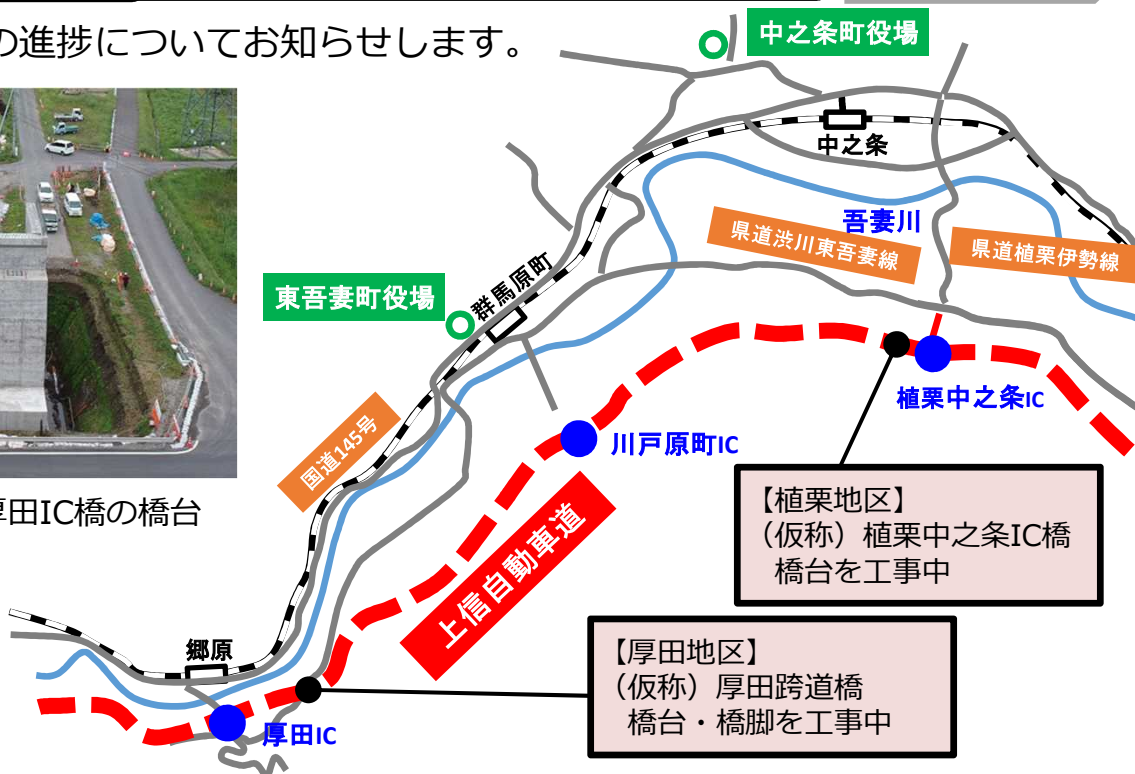 の進捗についてお知らせします。
中之条町役場
中之条
吾妻川
県道渋川東吾妻線
県道植栗伊勢線
東吾妻町役場
群馬原町
植栗中之条IC
国道145号
川戸原町IC
厚田IC橋の橋台
上信自動車道
【植栗地区】
（仮称）植栗中之条IC橋
橋台を工事中
郷原
【厚田地区】
（仮称）厚田跨道橋
橋台・橋脚を工事中
厚田IC